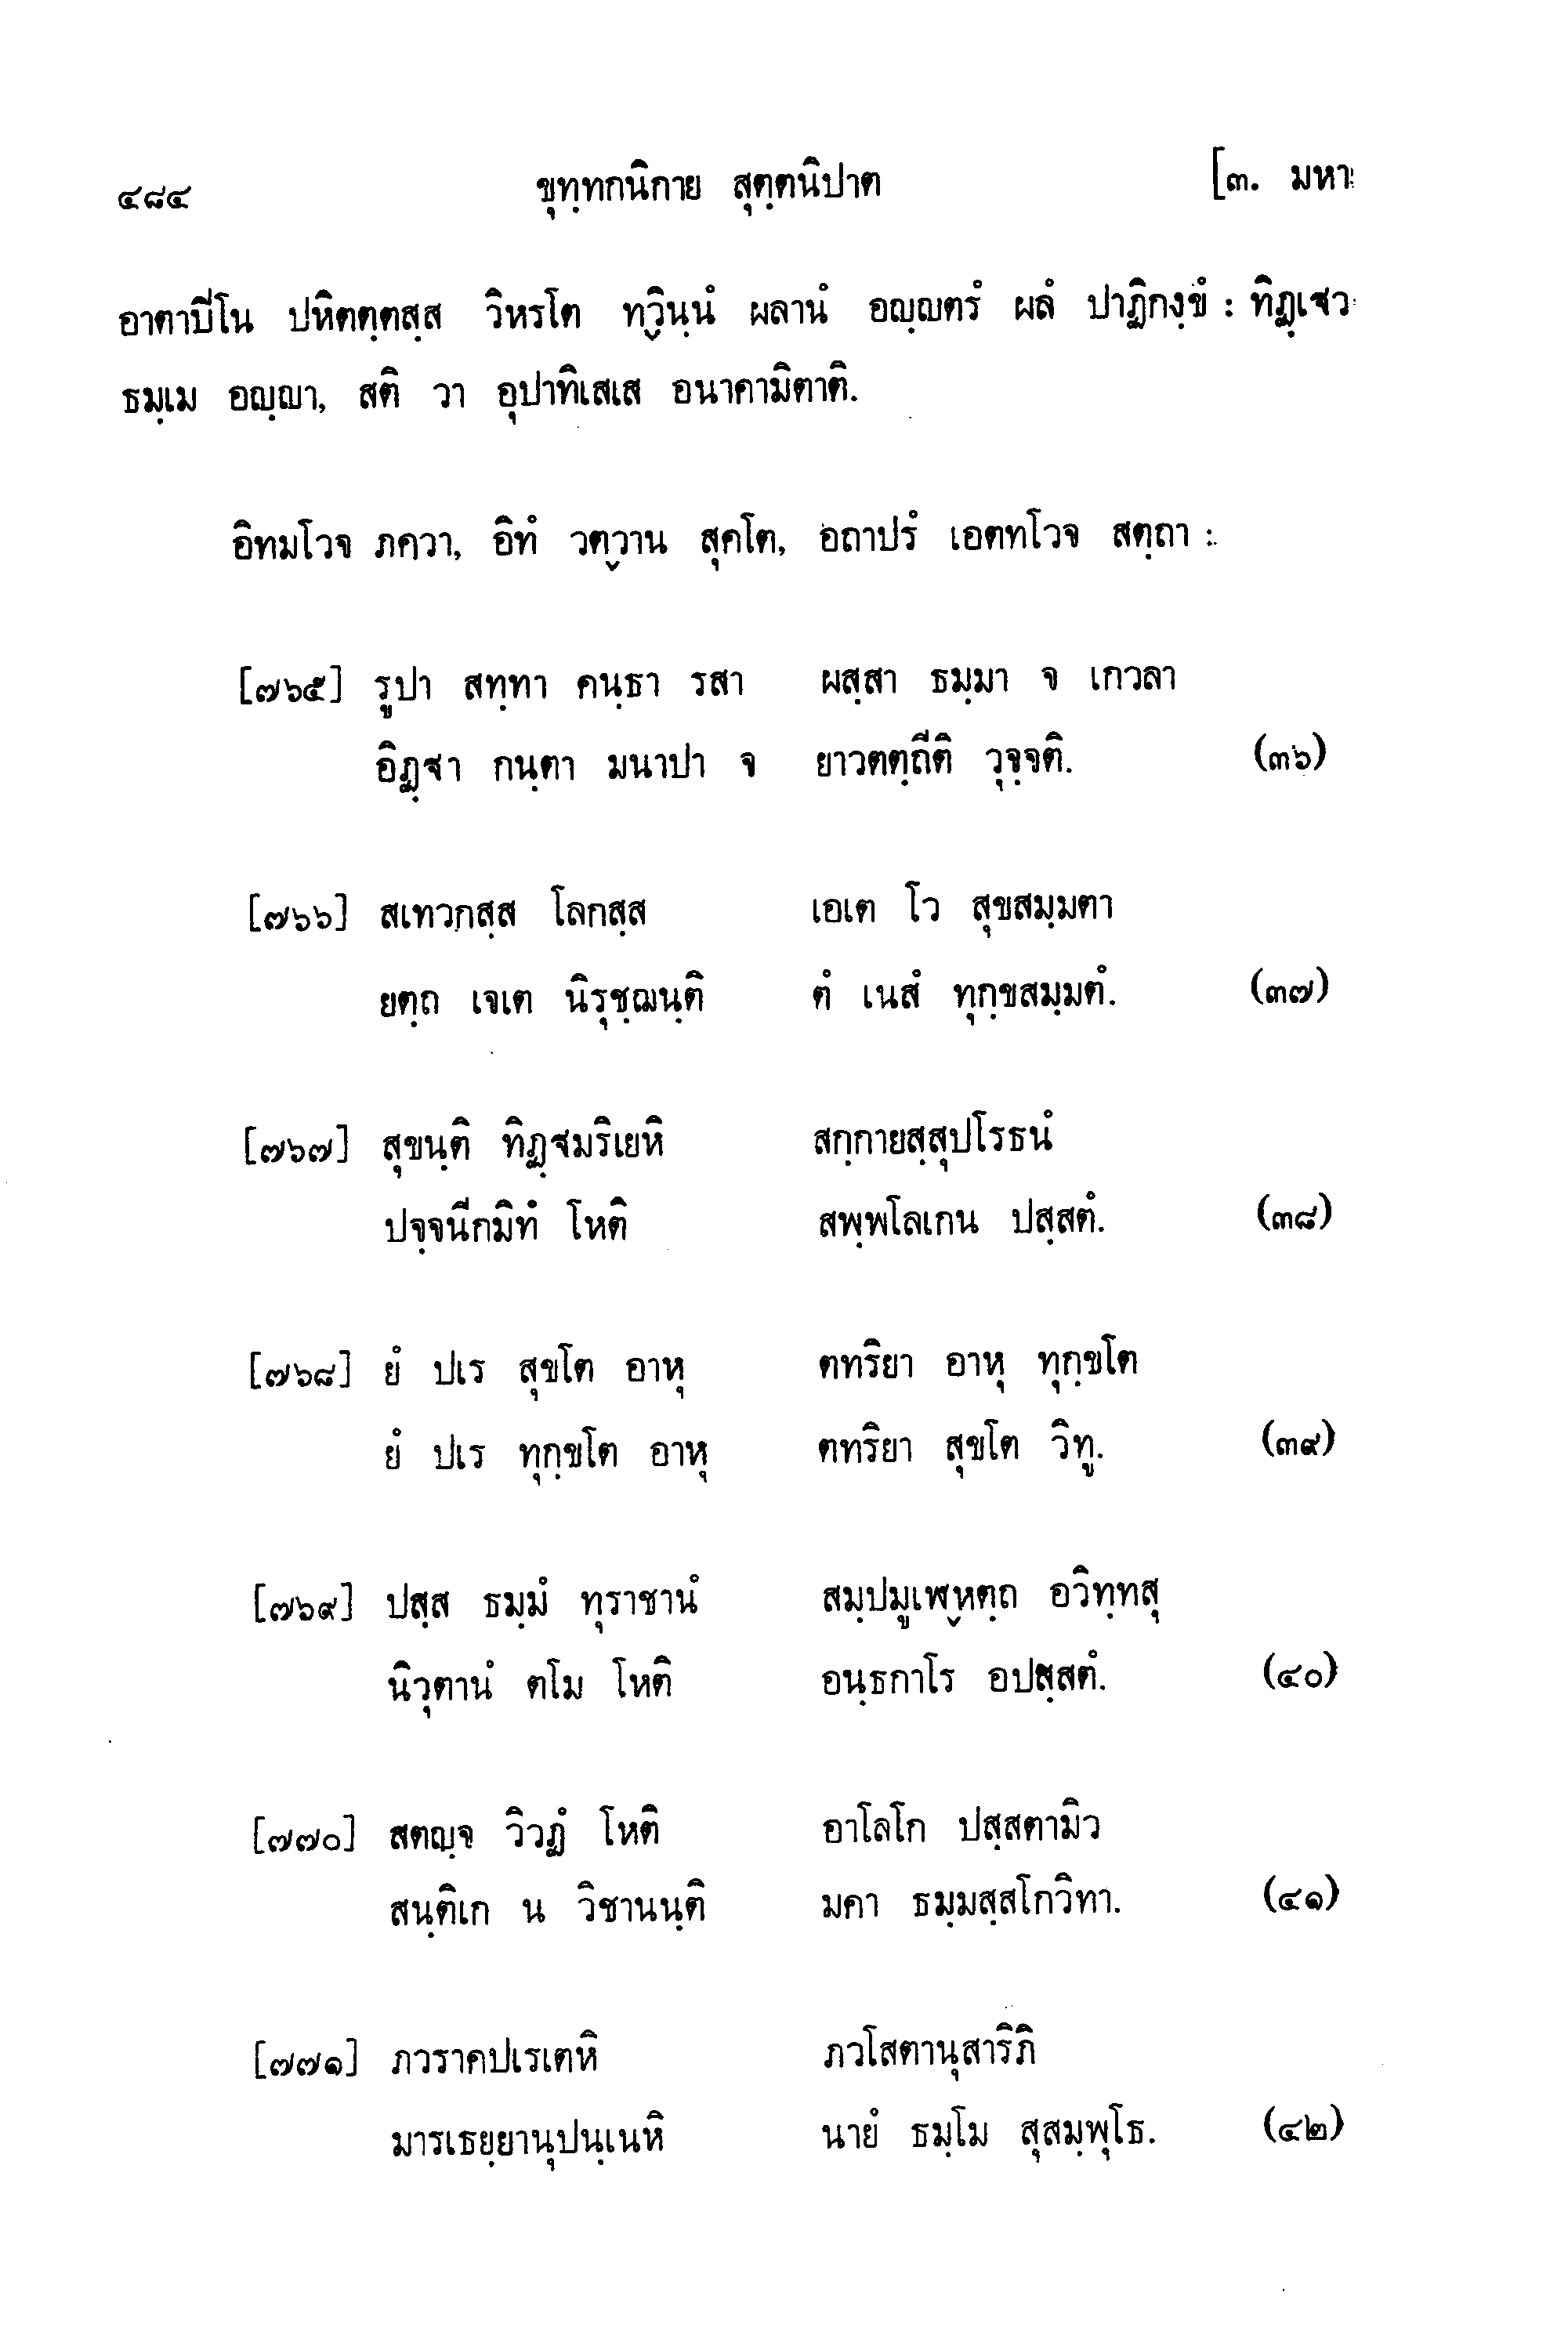 ๔๘๔ ขุทฺทกนิกาย สุตฺตนิปาต [๓. มหา
อาตาปีโน ปหิตตฺตสฺส วิหรโต ทฺวินฺนํ ผลานํ อญฺญตรํ ผลํ ปาฏิกงฺขํ : ทิฏฺเฐว
ธมฺเม อญฺญา, สติ วา อุปาทิเสเส อนาคามิตาติ.
อิทมโวจ ภควา, อิทํ วตฺวาน สุคโต, อถาปรํ เอตทโวจ สตฺถา :
[๗๖๕] รูปา สทฺทา คนฺธา รสา ผสฺสา ธมฺมา จ เกวลา
อิฏฺฐา กนฺตา มนาปา จ ยาวตตฺถีติ วุจฺจติ. (๓๖)
[๗๖๖] สเทวกสฺส โลกสฺส เอเต โว สุขสมฺมตา
ยตฺถ เจเต นิรุชฺฌนฺติ ตํ เนสํ ทุกฺขสมฺมตํ. (๓๗)
[๗๖๗] สุขนฺติ ทิฏฺฐมริเยหิ สกฺกายสฺสุปโรธนํ
ปจฺจนีกมิทํ โหติ สพฺพโลเกน ปสฺสตํ. (๓๘)
[๗๖๘] ยํ ปเร สุขโต อาหุ ตทริยา อาหุ ทุกฺขโต
ยํ ปเร ทุกฺขโต อาหุ ตทริยา สุขโต วิทู. (๓๙)
[๗๖๙] ปสฺส ธมฺมํ ทุราชานํ สมฺปมูเฬฺหตฺถ อวิทฺทสุ
นิวุตานํ ตโม โหติ อนฺธกาโร อปสฺสตํ. (๔๐)
[๗๗๐] สตญฺจ วิวฏํ โหติ อาโลโก ปสฺสตามิว
สนฺติเก น วิชานนฺติ มคา ธมฺมสฺสโกวิทา. (๔๑)
[๗๗๑] ภวราคปเรเตหิ ภวโสตานุสาริภิ
มารเธยฺยานุปนฺเนหิ นายํ ธมฺโม สุสมฺพุโธ. (๔๒)